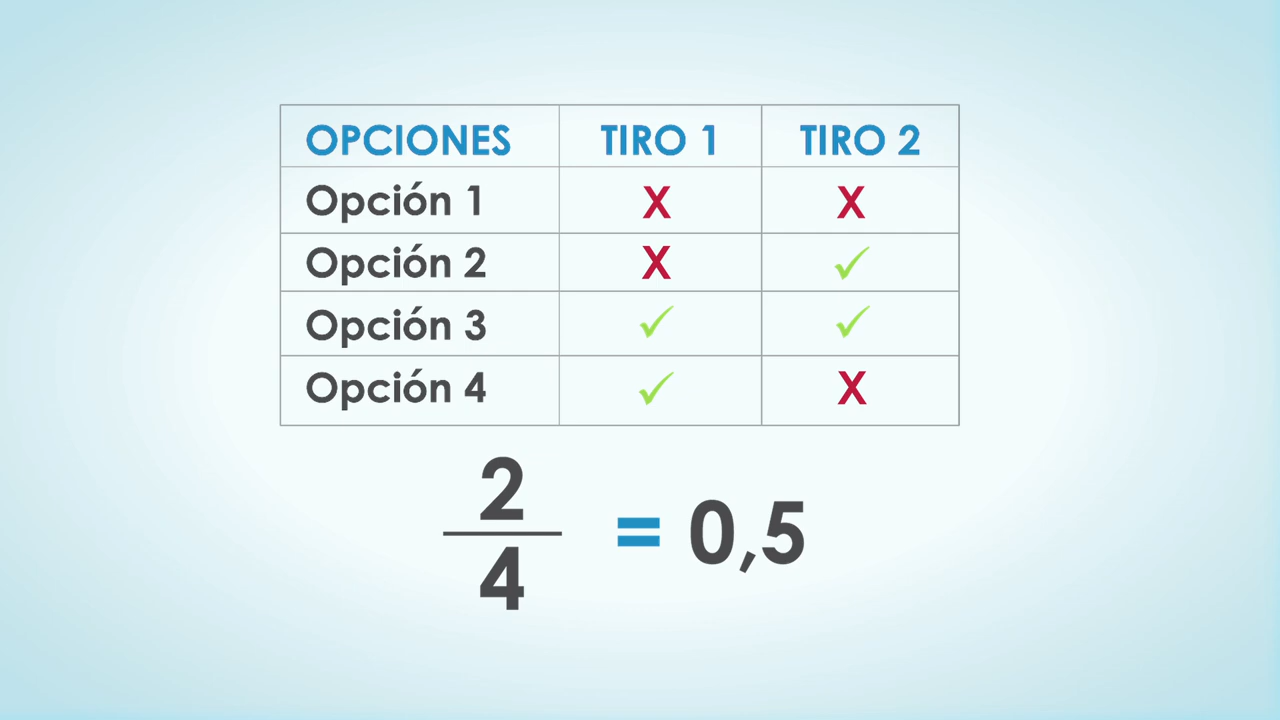 OPCIONES TIRO 1 TIRO 2
Opción 1 X X
Opción 2 X ✓
Opción 3 ✓ ✓
Opción 4 ✓ X
2
4
= 0,5